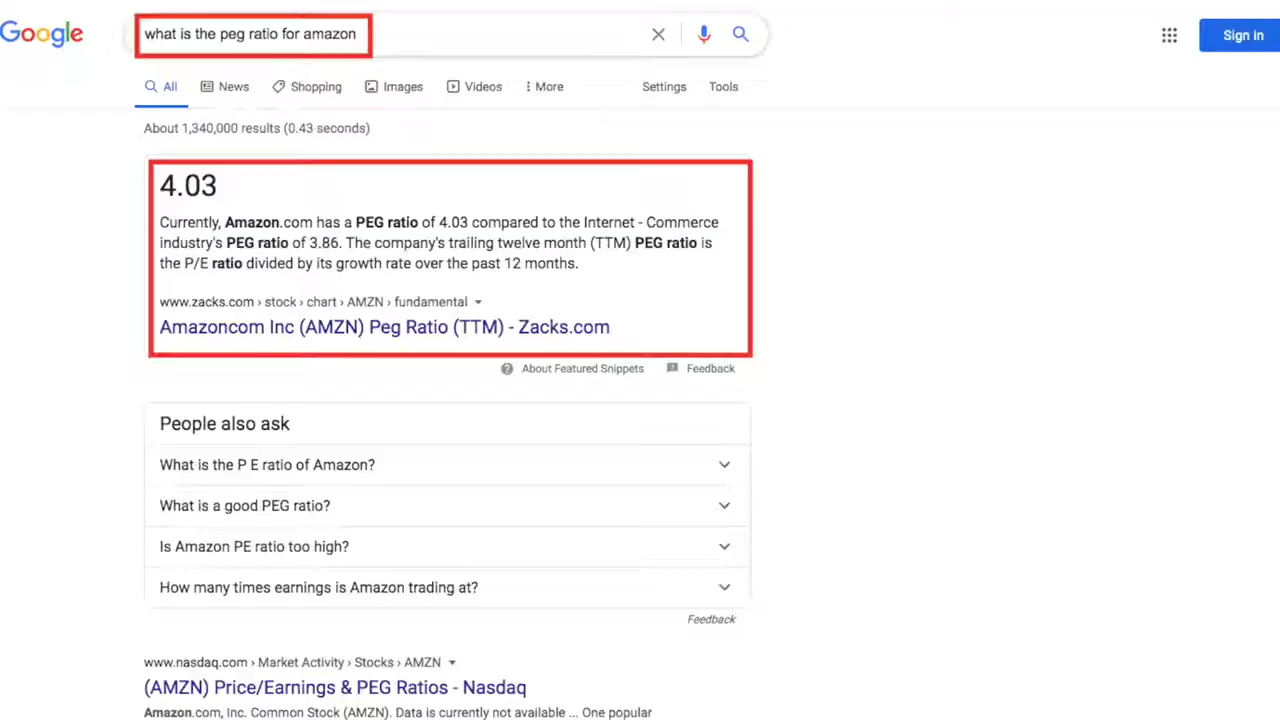 Google
what is the peg ratio for amazon
Sign in
All News Shopping Images Videos More Settings Tools
About 1,340,000 results (0.43 seconds)
4.03
Currently, Amazon.com has a PEG ratio of 4.03 compared to the Internet - Commerce
industry's PEG ratio of 3.86. The company's trailing twelve month (TTM) PEG ratio is
the P/E ratio divided by its growth rate over the past 12 months.
www.zacks.com › stock › chart › AMZN › fundamental
Amazoncom Inc (AMZN) Peg Ratio (TTM) - Zacks.com
About Featured Snippets Feedback
People also ask
What is the P E ratio of Amazon?
What is a good PEG ratio?
Is Amazon PE ratio too high?
How many times earnings is Amazon trading at?
Feedback
www.nasdaq.com › Market Activity › Stocks › AMZN
(AMZN) Price/Earnings & PEG Ratios - Nasdaq
Amazon.com, Inc. Common Stock (AMZN). Data is currently not available ... One popular